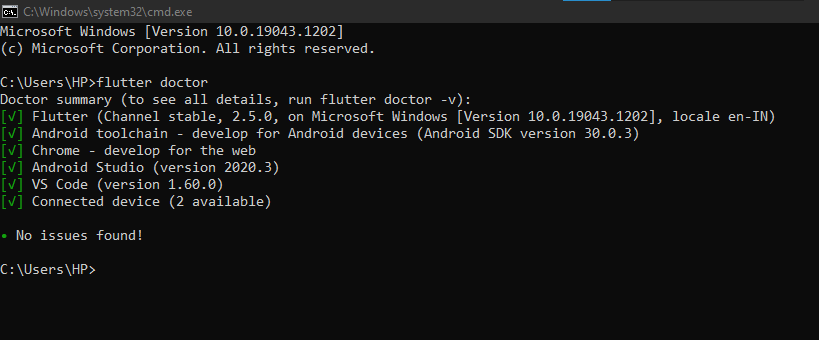 C:\Windows\system32\cmd.exe
Microsoft Windows [Version 10.0.19043.1202]
(c) Microsoft Corporation. All rights reserved.
C:\Users\HP>flutter doctor
Doctor summary (to see all details, run flutter doctor -v):
[√] Flutter (Channel stable, 2.5.0, on Microsoft Windows [Version 10.0.19043.1202], locale en-IN)
[√] Android toolchain - develop for Android devices (Android SDK version 30.0.3)
[√] Chrome - develop for the web
[√] Android Studio (version 2020.3)
[√] VS Code (version 1.60.0)
[√] Connected device (2 available)
• No issues found!
C:\Users\HP>